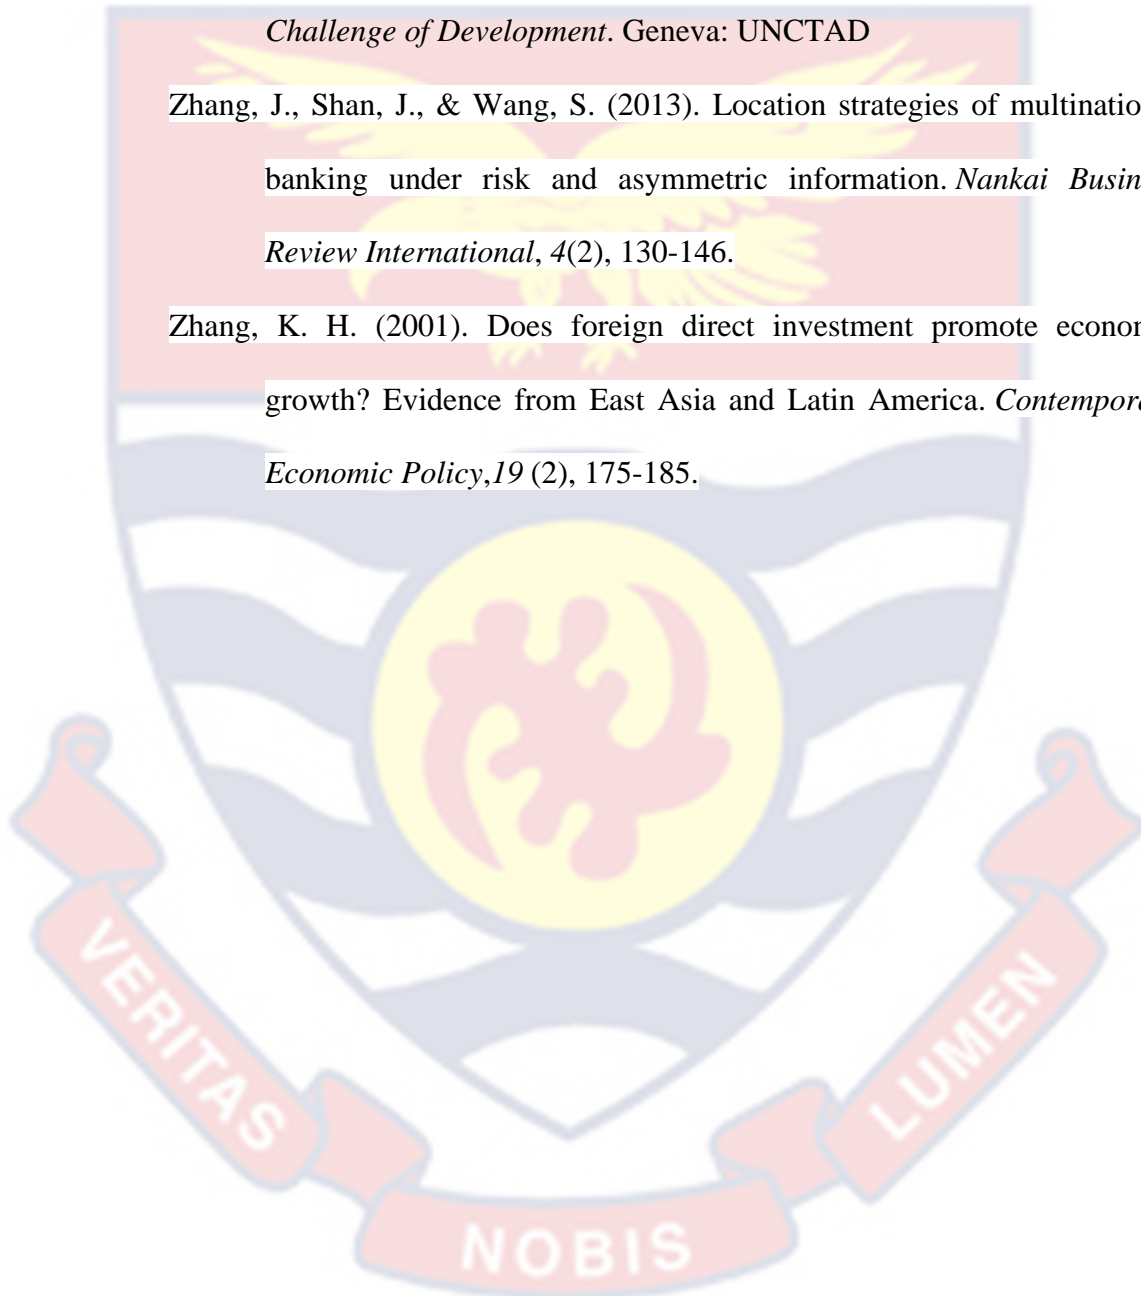 Challenge of Development. Geneva: UNCTAD
Zhang, J., Shan, J., & Wang, S. (2013). Location strategies of multinatio
banking under risk and asymmetric information. Nankai Busin
Review International, 4(2), 130-146.
Zhang, K. H. (2001). Does foreign direct investment promote econor
growth? Evidence from East Asia and Latin America. Contempora
Economic Policy,19 (2), 175-185.
VERITAS
NOBIS
LUMEN